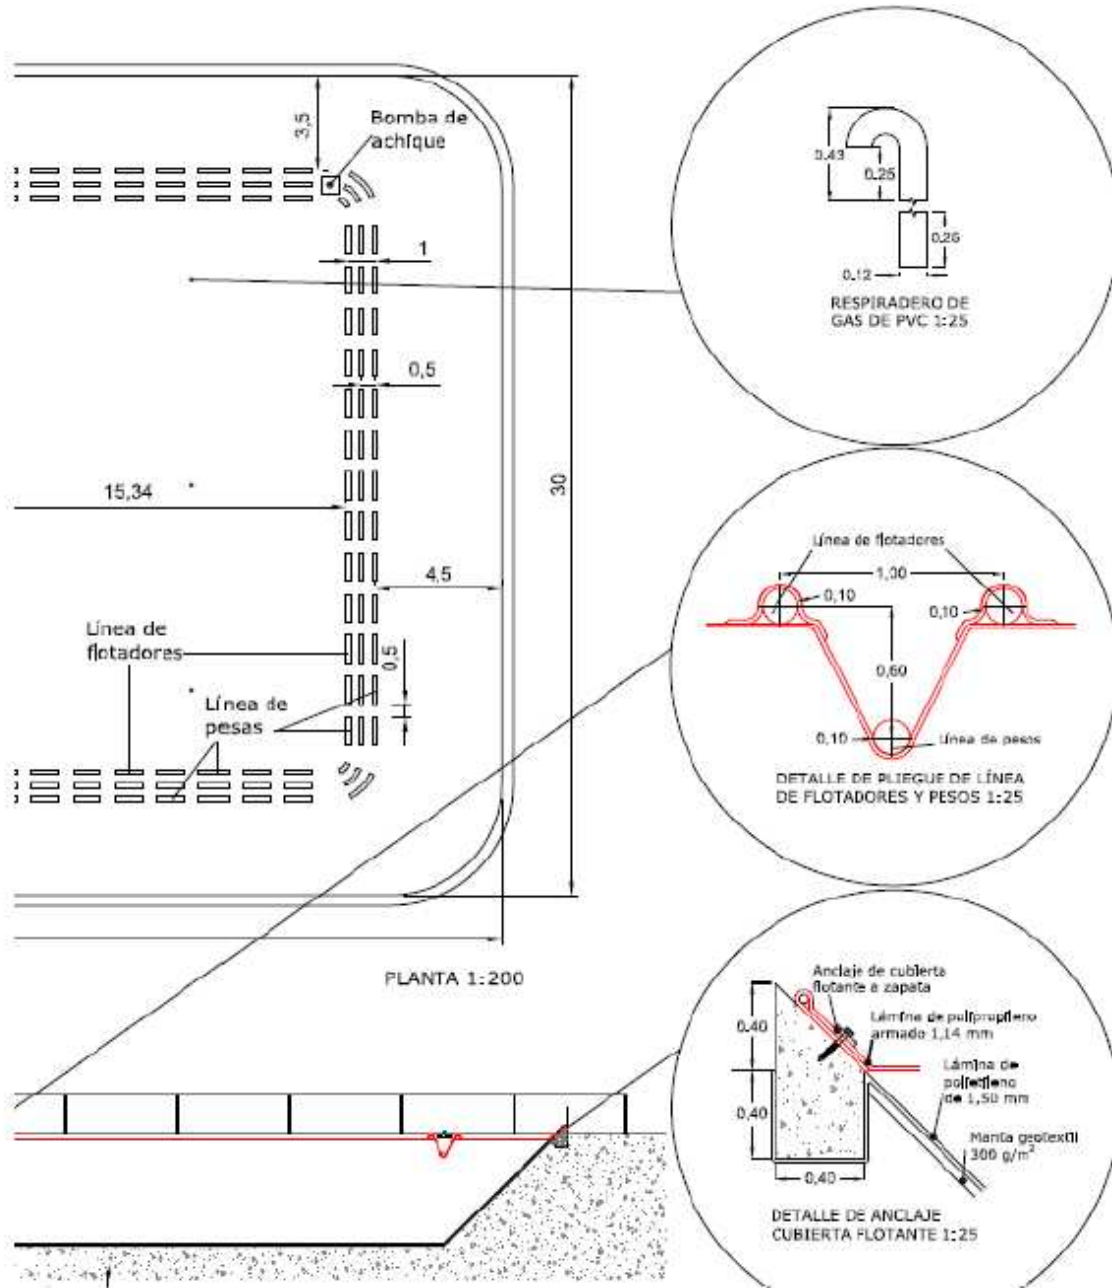 3,5
Bomba de
achique
1
0,5
15,34
30
4,5
Línea de
flotadores
0,5
Línea de
pesas
PLANTA 1:200
0.43
0.25
0.25
0.12
RESPIRADERO DE
GAS DE PVC 1:25
Línea de flotadores
1,00
0,10
0,10
0,60
0,10
Línea de pesos
DETALLE DE PLIEGUE DE LÍNEA
DE FLOTADORES Y PESOS 1:25
Anclaje de cubierta
flotante a zapata
0,40
Lámina de polipropileno
armado 1,14 mm
Lámina de
polietileno
de 1,50 mm
0,40
Manta geotextil
300 g/m²
0,40
DETALLE DE ANCLAJE
CUBIERTA FLOTANTE 1:25